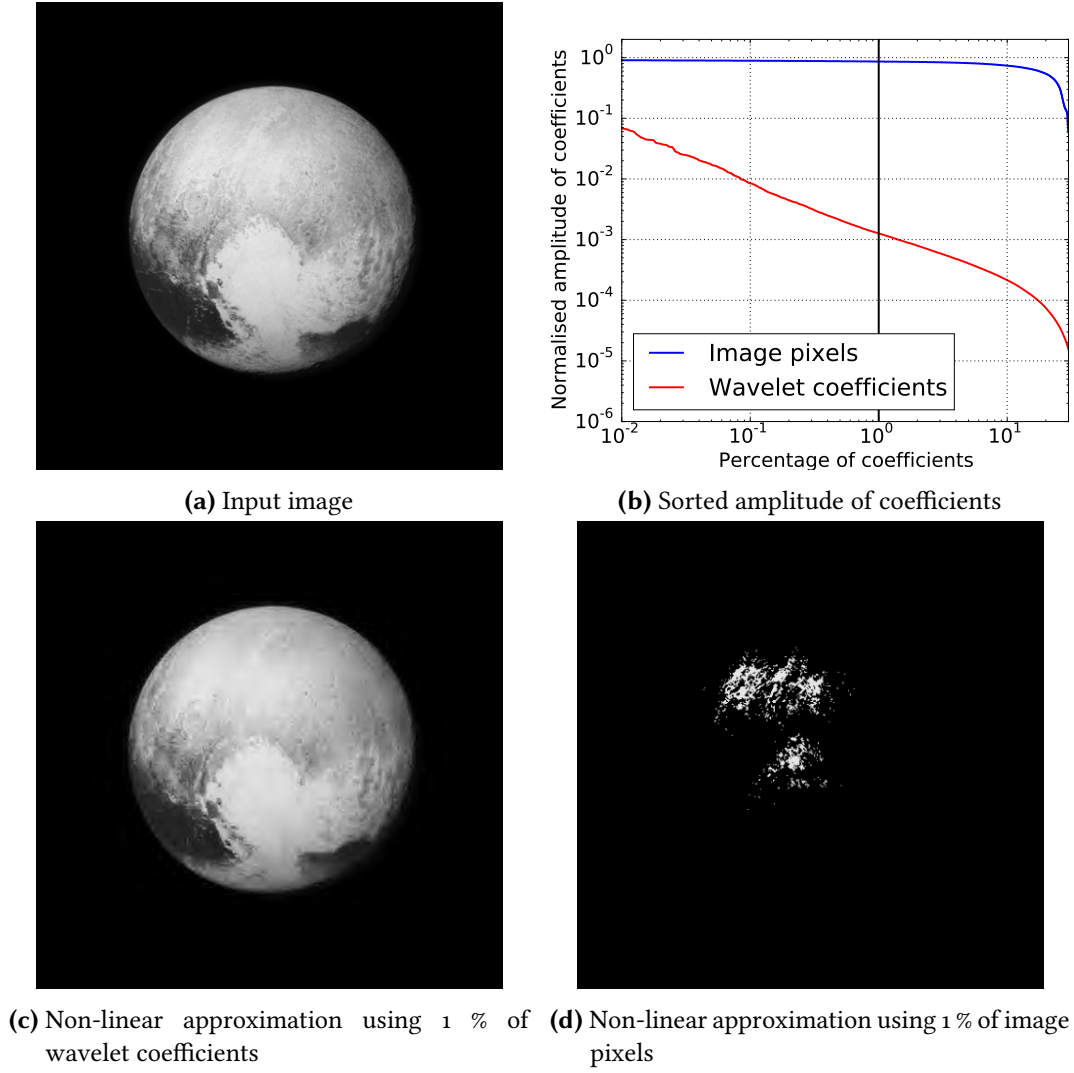 (a) Input image
Normalised amplitude of coefficients
10^0
10^-1
10^-2
10^-3
10^-4
10^-5
10^-6
Image pixels
Wavelet coefficients
10^-2 10^-1 10^0 10^1
Percentage of coefficients
(b) Sorted amplitude of coefficients
(c) Non-linear approximation using 1 % of
wavelet coefficients
(d) Non-linear approximation using 1 % of image
pixels